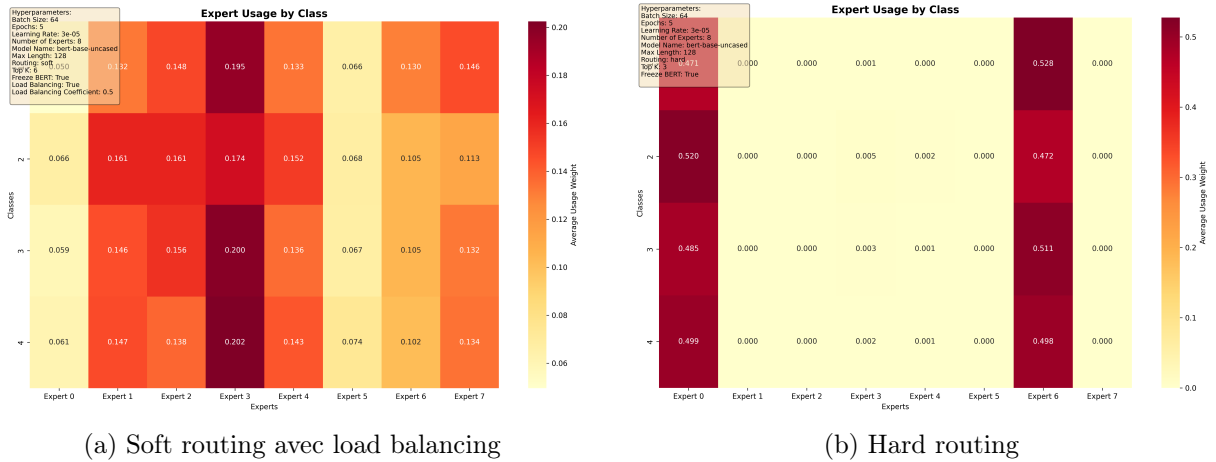 Expert Usage by Class
Hyperparameters:
Batch Size: 64
Epochs: 5
Learning Rate: 3e-05
Number of Experts: 8
Model Name: bert-base-uncased
Max Length: 128
Routing: soft
Top K: 6
Freeze BERT: True
Load Balancing: True
Load Balancing Coefficient: 0.5
0.050 0.132 0.148 0.195 0.133 0.066 0.130 0.146
2 0.066 0.161 0.161 0.174 0.152 0.068 0.105 0.113
3 0.059 0.146 0.156 0.200 0.136 0.067 0.105 0.132
4 0.061 0.147 0.138 0.202 0.143 0.074 0.102 0.134
Classes
Expert 0 Expert 1 Expert 2 Expert 3 Expert 4 Expert 5 Expert 6 Expert 7
Experts
0.20
0.18
0.16
0.14
0.12
0.10
0.08
0.06
Average Usage Weight
(a) Soft routing avec load balancing
Expert Usage by Class
Hyperparameters:
Batch Size: 64
Epochs: 5
Learning Rate: 3e-05
Number of Experts: 8
Model Name: bert-base-uncased
Max Length: 128
Routing: hard
Top K: 3
Freeze BERT: True
0.471 0.000 0.000 0.001 0.000 0.000 0.528 0.000
2 0.520 0.000 0.000 0.005 0.002 0.000 0.472 0.000
3 0.485 0.000 0.000 0.003 0.001 0.000 0.511 0.000
4 0.499 0.000 0.000 0.002 0.001 0.000 0.498 0.000
Classes
Expert 0 Expert 1 Expert 2 Expert 3 Expert 4 Expert 5 Expert 6 Expert 7
Experts
0.5
0.4
0.3
0.2
0.1
0.0
Average Usage Weight
(b) Hard routing